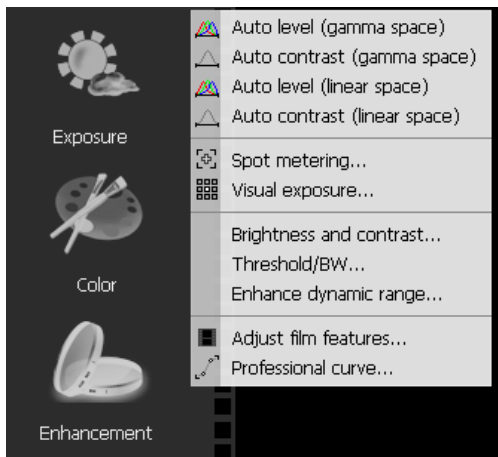 Exposure
Color
Enhancement
Auto level (gamma space)
Auto contrast (gamma space)
Auto level (linear space)
Auto contrast (linear space)
Spot metering...
Visual exposure...
Brightness and contrast...
Threshold/BW...
Enhance dynamic range...
Adjust film features...
Professional curve...